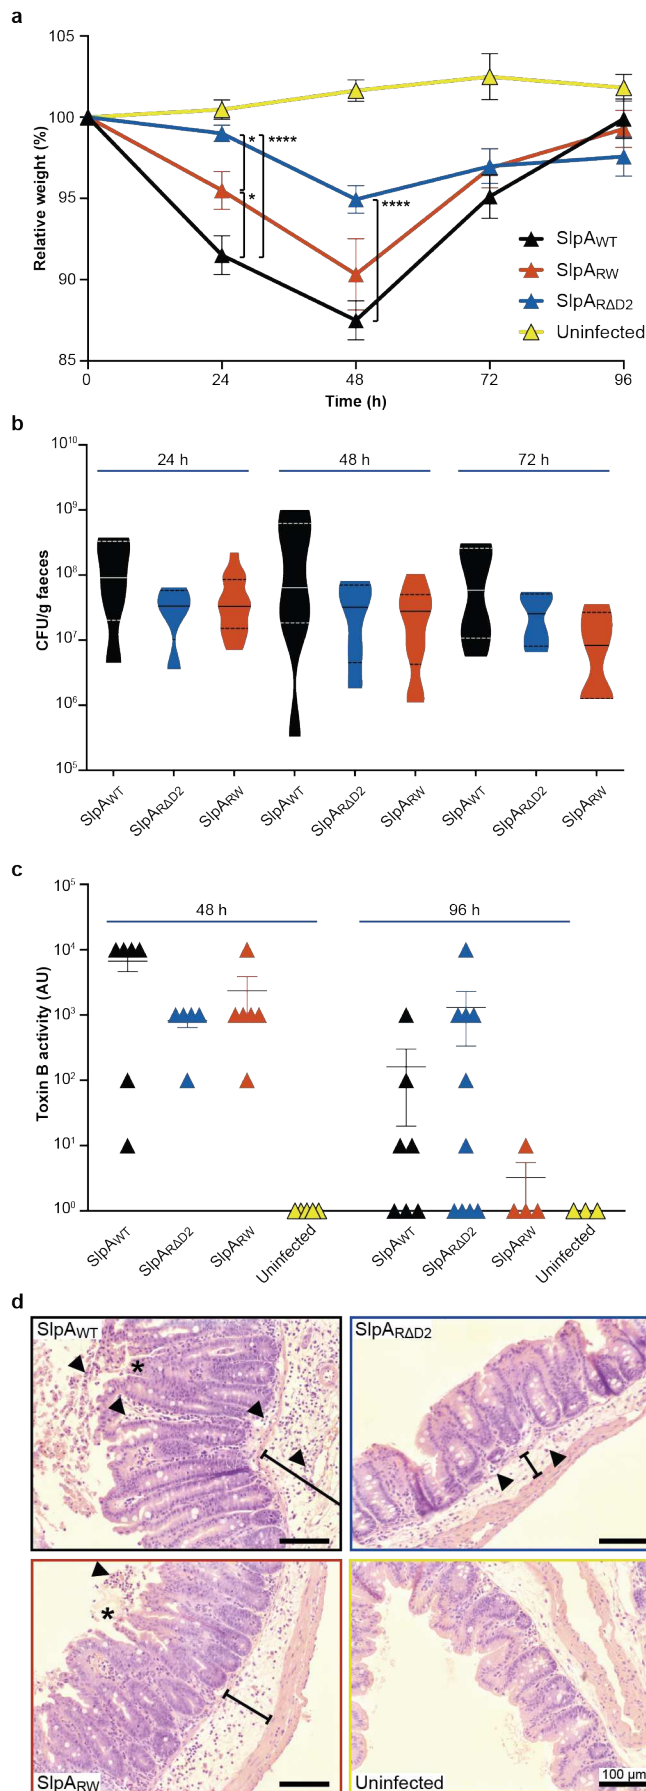 a
105
100
95
90
85
Relative weight (%)
* ****
*
****
SlpAWT
SlpARW
SlpARΔD2
Uninfected
0 24 48 72 96
Time (h)
b
10¹⁰
10⁹
10⁸
10⁷
10⁶
10⁵
CFU/g faeces
24 h 48 h 72 h
SlpAWT SlpARΔD2 SlpARW SlpAWT SlpARΔD2 SlpARW SlpAWT SlpARΔD2 SlpARW
c
10⁵
10⁴
10³
10²
10¹
10⁰
Toxin B activity (AU)
48 h 96 h
SlpAWT SlpARΔD2 SlpARW Uninfected SlpAWT SlpARΔD2 SlpARW Uninfected
d
SlpAWT SlpARΔD2
*
*
SlpARW Uninfected 100 µm